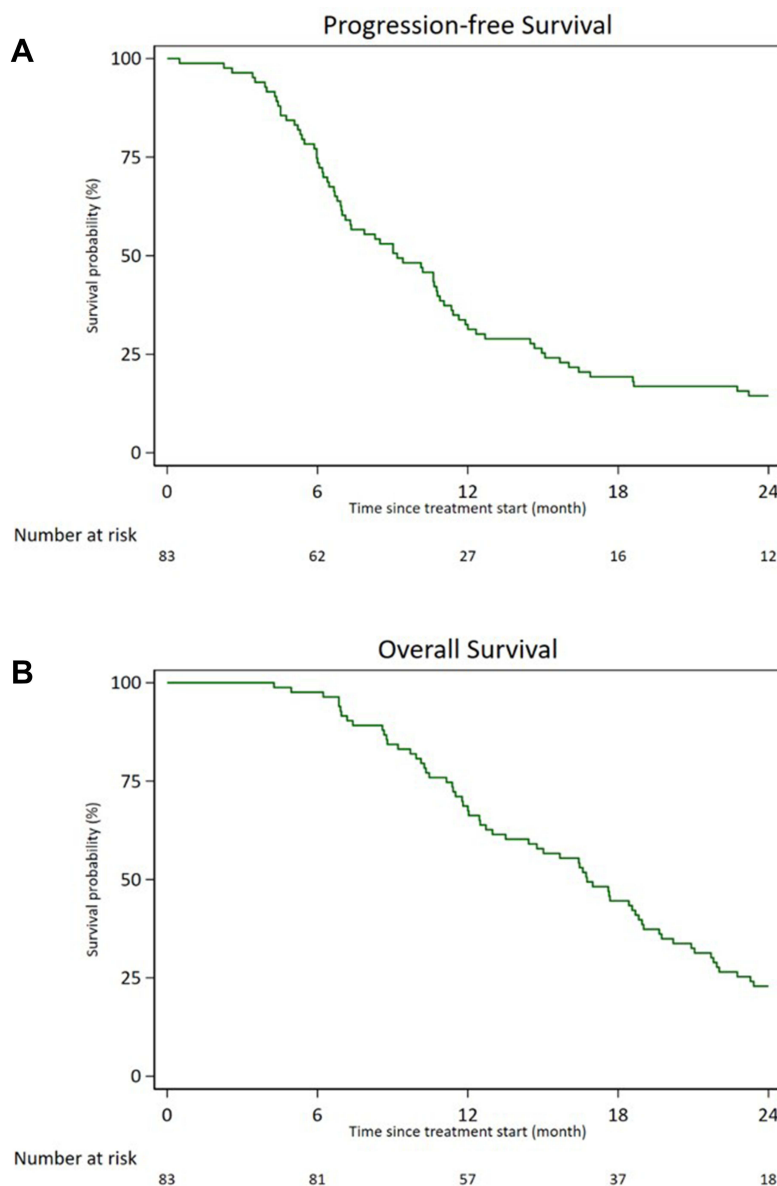 A
Progression-free Survival
100
75
50
25
0
Survival probability (%)
0 6 12 18 24
Time since treatment start (month)
Number at risk
83 62 27 16 12
B
Overall Survival
100
75
50
25
0
Survival probability (%)
0 6 12 18 24
Time since treatment start (month)
Number at risk
83 81 57 37 18